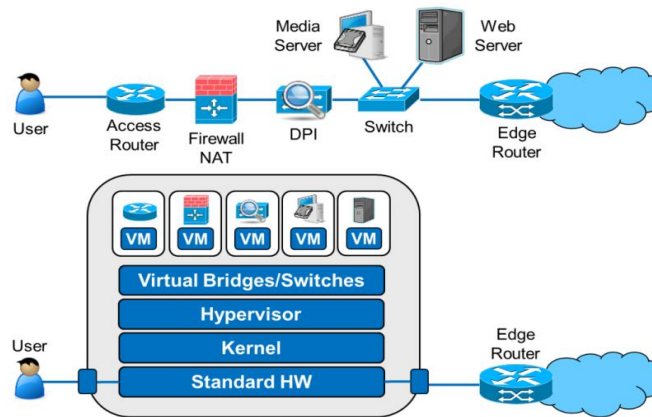 Media
Server
Web
Server
User
Access
Router
Firewall
NAT
DPI
Switch
Edge
Router
VM
VM
VM
VM
VM
Virtual Bridges/Switches
Hypervisor
Kernel
Standard HW
User
Edge
Router